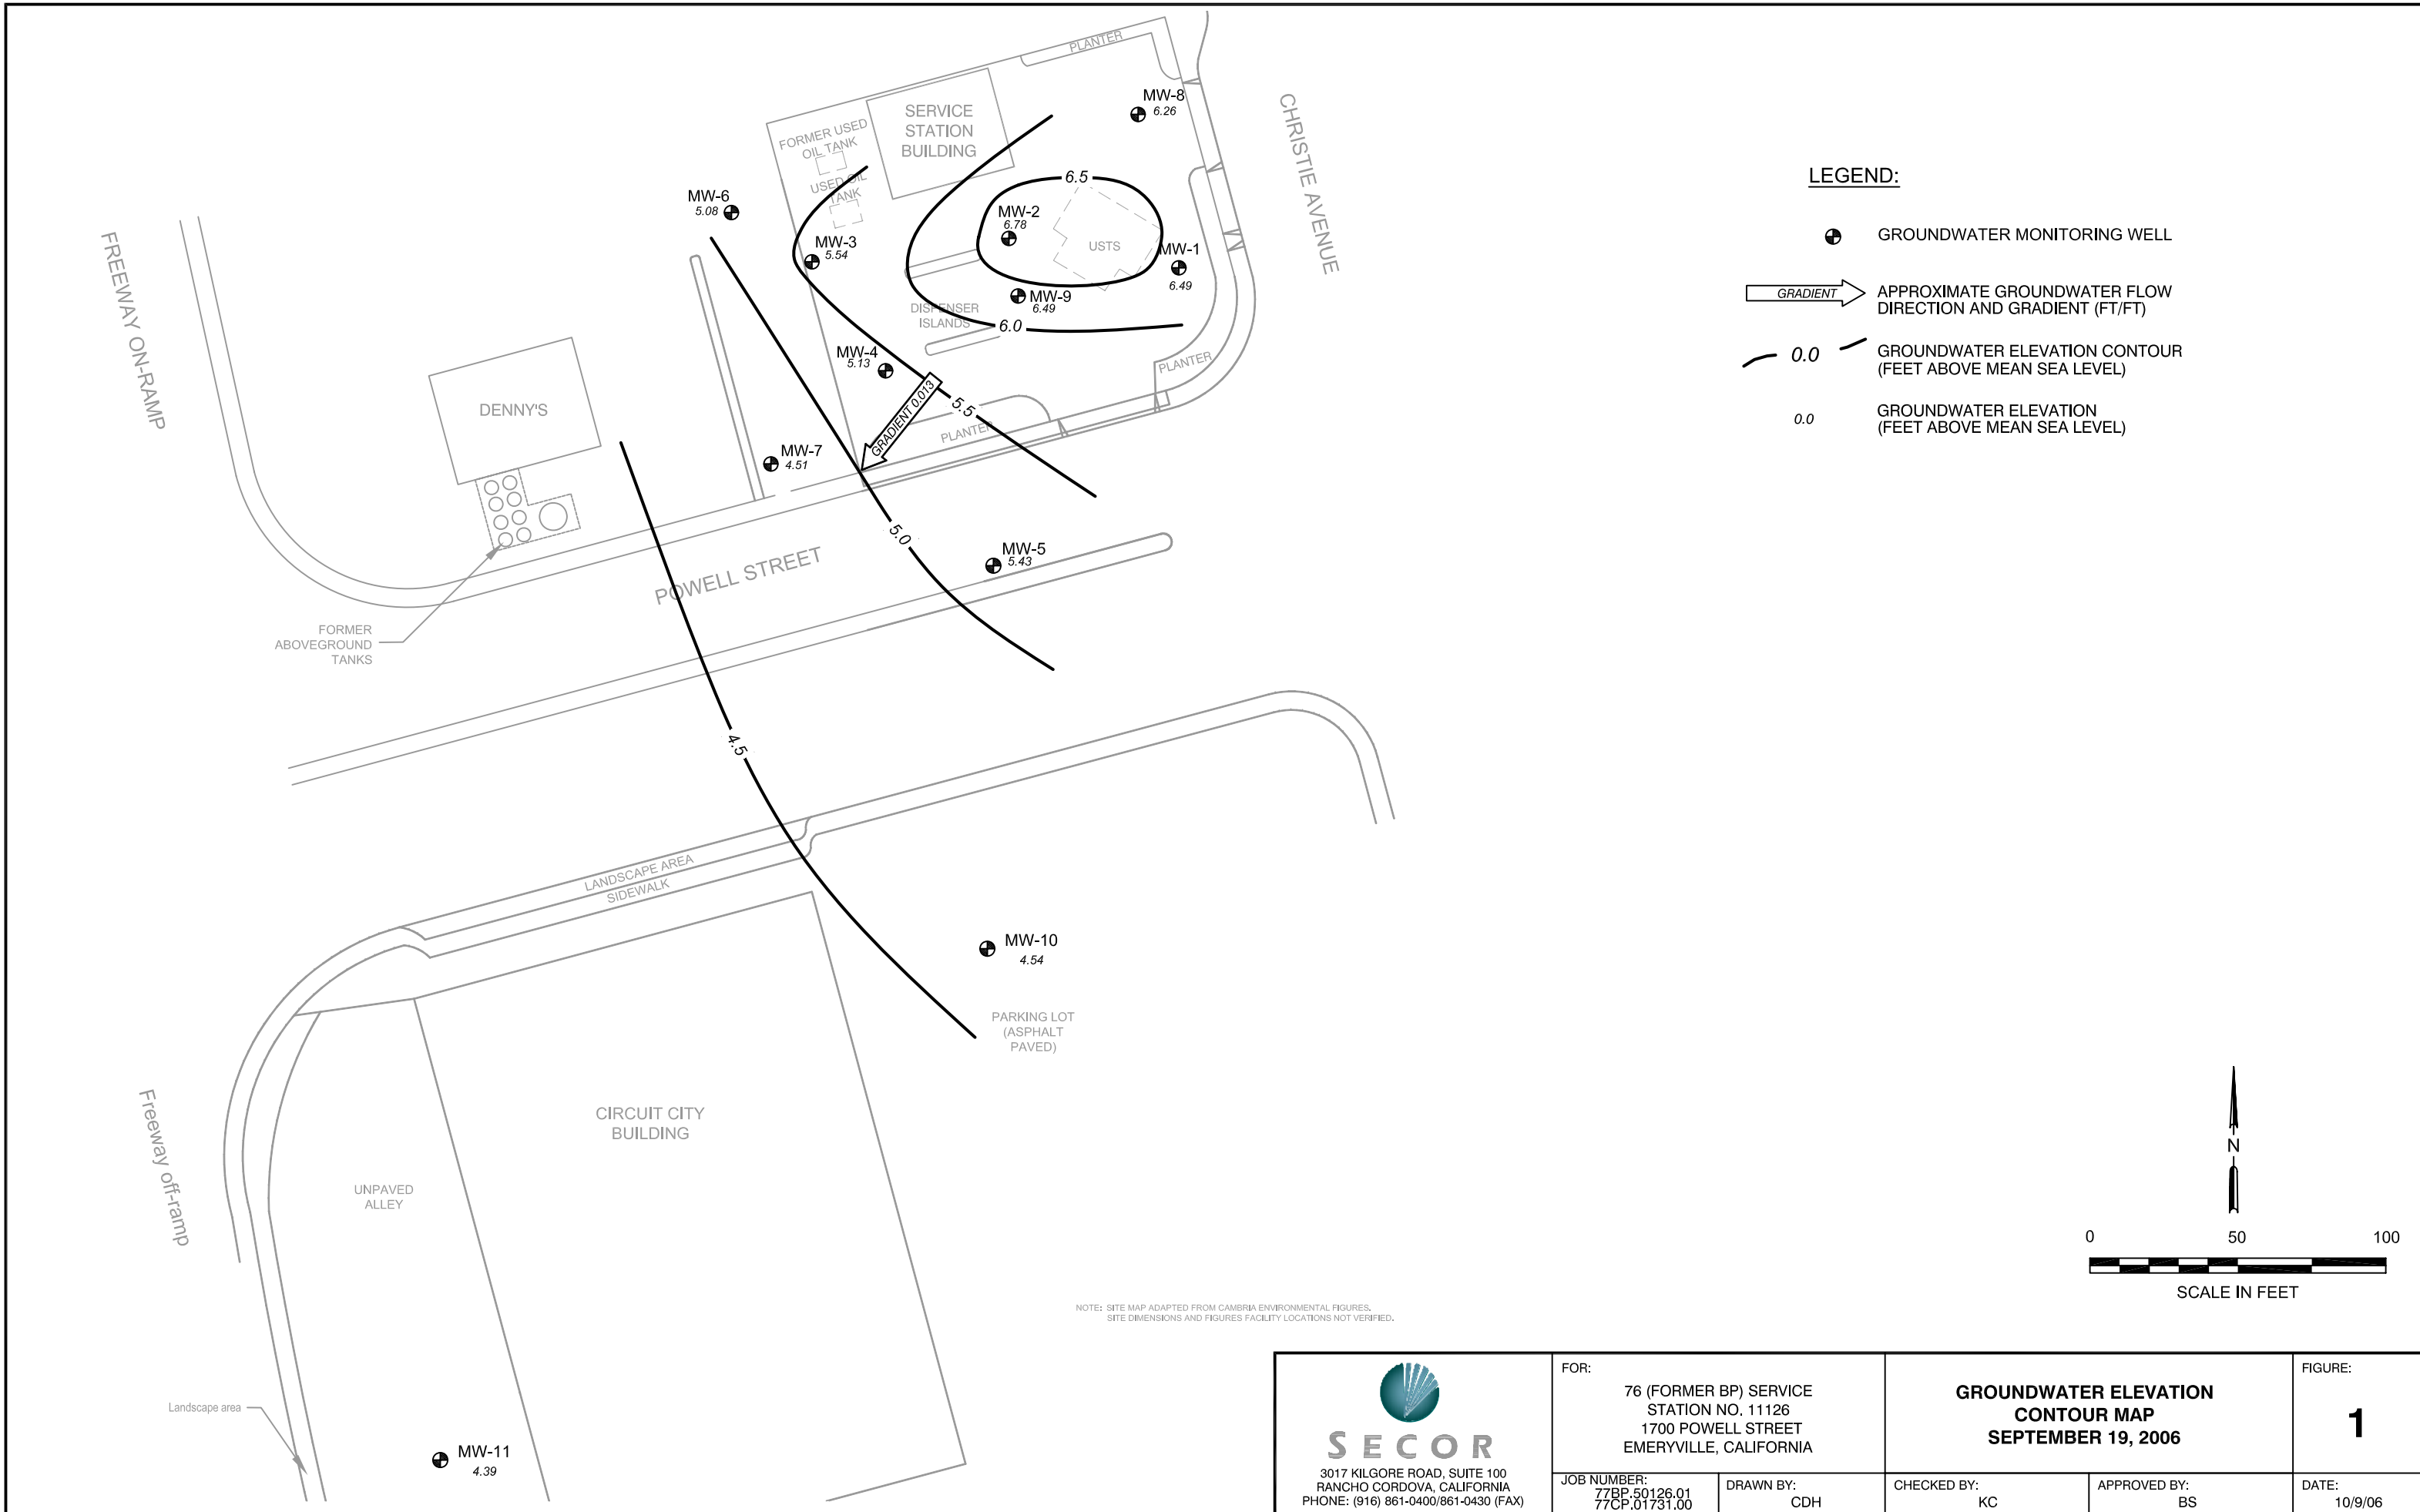 PLANTER
MW-8
6.26
SERVICE
STATION
BUILDING
FORMER USED
OIL TANK
USED OIL
TANK
CHRISTIE AVENUE
6.5
MW-6
5.08
MW-2
6.78
USTS
MW-3
5.54
MW-1
6.49
MW-9
6.49
DISPENSER
ISLANDS
6.0
MW-4
5.13
PLANTER
GRADIENT 0.013
5.5
PLANTER
FREEWAY ON-RAMP
DENNY'S
MW-7
4.51
5.0
MW-5
5.43
POWELL STREET
FORMER
ABOVEGROUND
TANKS
4.5
LANDSCAPE AREA
SIDEWALK
MW-10
4.54
PARKING LOT
(ASPHALT
PAVED)
CIRCUIT CITY
BUILDING
UNPAVED
ALLEY
Freeway off-ramp
Landscape area
MW-11
4.39
LEGEND:
GROUNDWATER MONITORING WELL
GRADIENT
APPROXIMATE GROUNDWATER FLOW
DIRECTION AND GRADIENT (FT/FT)
0.0
GROUNDWATER ELEVATION CONTOUR
(FEET ABOVE MEAN SEA LEVEL)
0.0
GROUNDWATER ELEVATION
(FEET ABOVE MEAN SEA LEVEL)
N
0 50 100
SCALE IN FEET
NOTE: SITE MAP ADAPTED FROM CAMBRIA ENVIRONMENTAL FIGURES.
SITE DIMENSIONS AND FIGURES FACILITY LOCATIONS NOT VERIFIED.
SECOR
3017 KILGORE ROAD, SUITE 100
RANCHO CORDOVA, CALIFORNIA
PHONE: (916) 861-0400/861-0430 (FAX)
FOR:
76 (FORMER BP) SERVICE
STATION NO. 11126
1700 POWELL STREET
EMERYVILLE, CALIFORNIA
GROUNDWATER ELEVATION
CONTOUR MAP
SEPTEMBER 19, 2006
FIGURE:
1
JOB NUMBER:
77BP.50126.01
77CP.01731.00
DRAWN BY:
CDH
CHECKED BY:
KC
APPROVED BY:
BS
DATE:
10/9/06